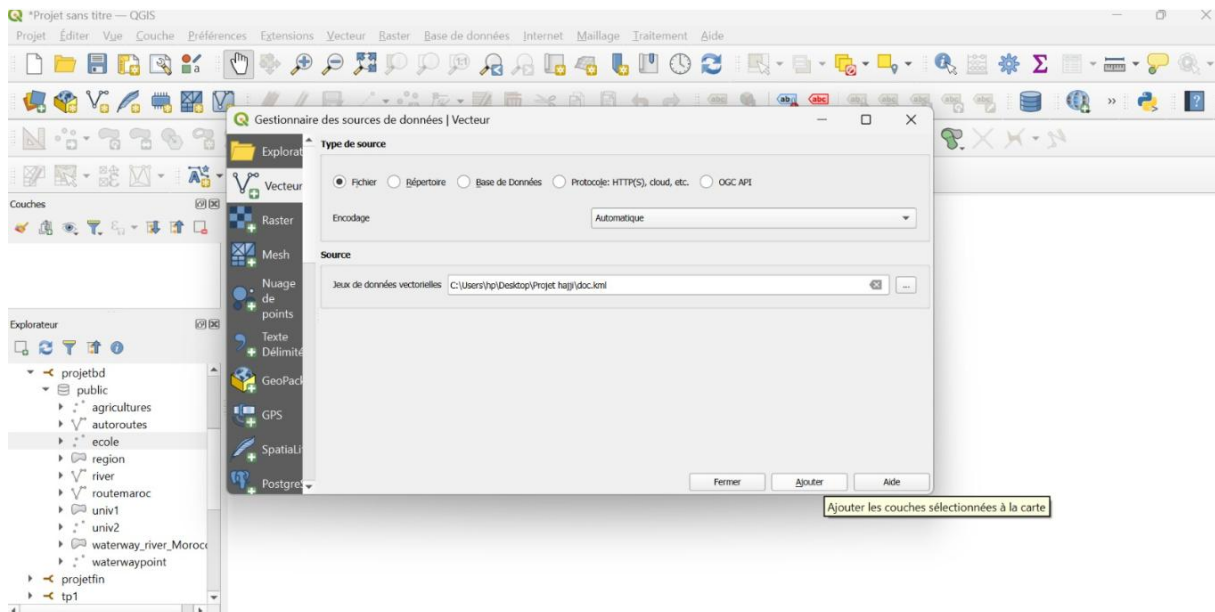 *Projet sans titre — QGIS
Projet Éditer Vue Couche Préférences Extensions Vecteur Raster Base de données Internet Maillage Traitement Aide
Gestionnaire des sources de données | Vecteur
Explorat
Vecteur
Raster
Mesh
Nuage
de
points
Texte
Délimité
GeoPack
GPS
SpatiaLi
PostgreS
Type de source
Fichier Répertoire Base de Données Protocole: HTTP(S), cloud, etc. OGC API
Encodage Automatique
Source
Jeux de données vectorielles C:\Users\hp\Desktop\Projet hajji\doc.kml ...
Fermer Ajouter Aide
Ajouter les couches sélectionnées à la carte
Couches
Explorateur
projetbd
public
agricultures
autoroutes
ecole
region
river
routemaroc
univ1
univ2
waterway_river_Morocc
waterwaypoint
projetfin
tp1